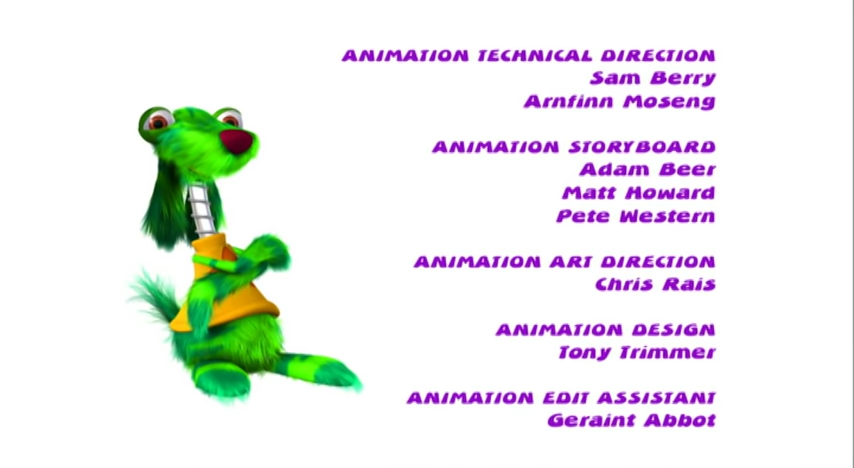 ANIMATION TECHNICAL DIRECTION
Sam Berry
Arnfinn Moseng
ANIMATION STORYBOARD
Adam Beer
Matt Howard
Pete Western
ANIMATION ART DIRECTION
Chris Rais
ANIMATION DESIGN
Tony Trimmer
ANIMATION EDIT ASSISTANT
Geraint Abbot